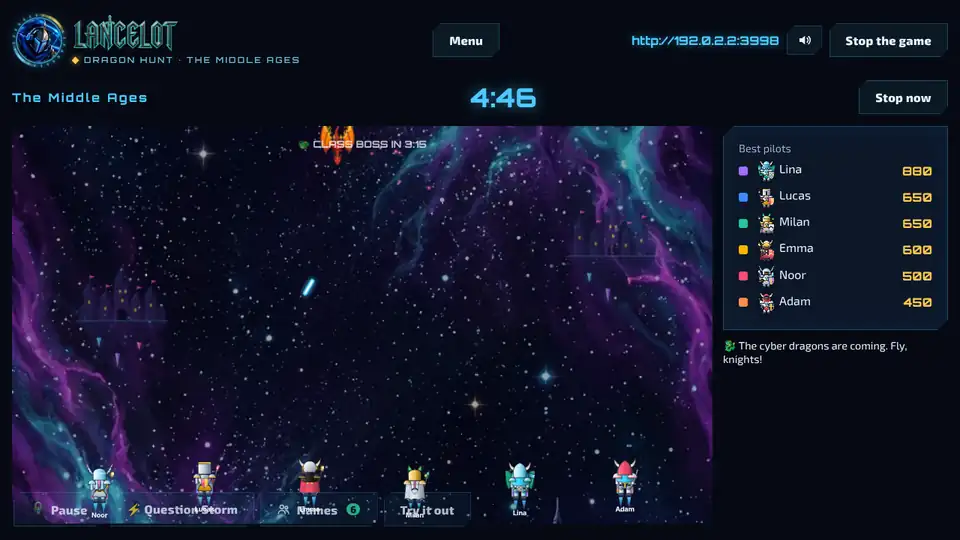 LANCELOT
DRAGON HUNT · THE MIDDLE AGES
Menu
http://192.0.2.2:3998
Stop the game
The Middle Ages
4:46
Stop now
CLASS BOSS IN 3:15
Best pilots
Lina 880
Lucas 650
Milan 650
Emma 600
Noor 500
Adam 450
The cyber dragons are coming. Fly,
knights!
Pause
Question Storm
Names 6
Try it out
Noor
Lina
Adam